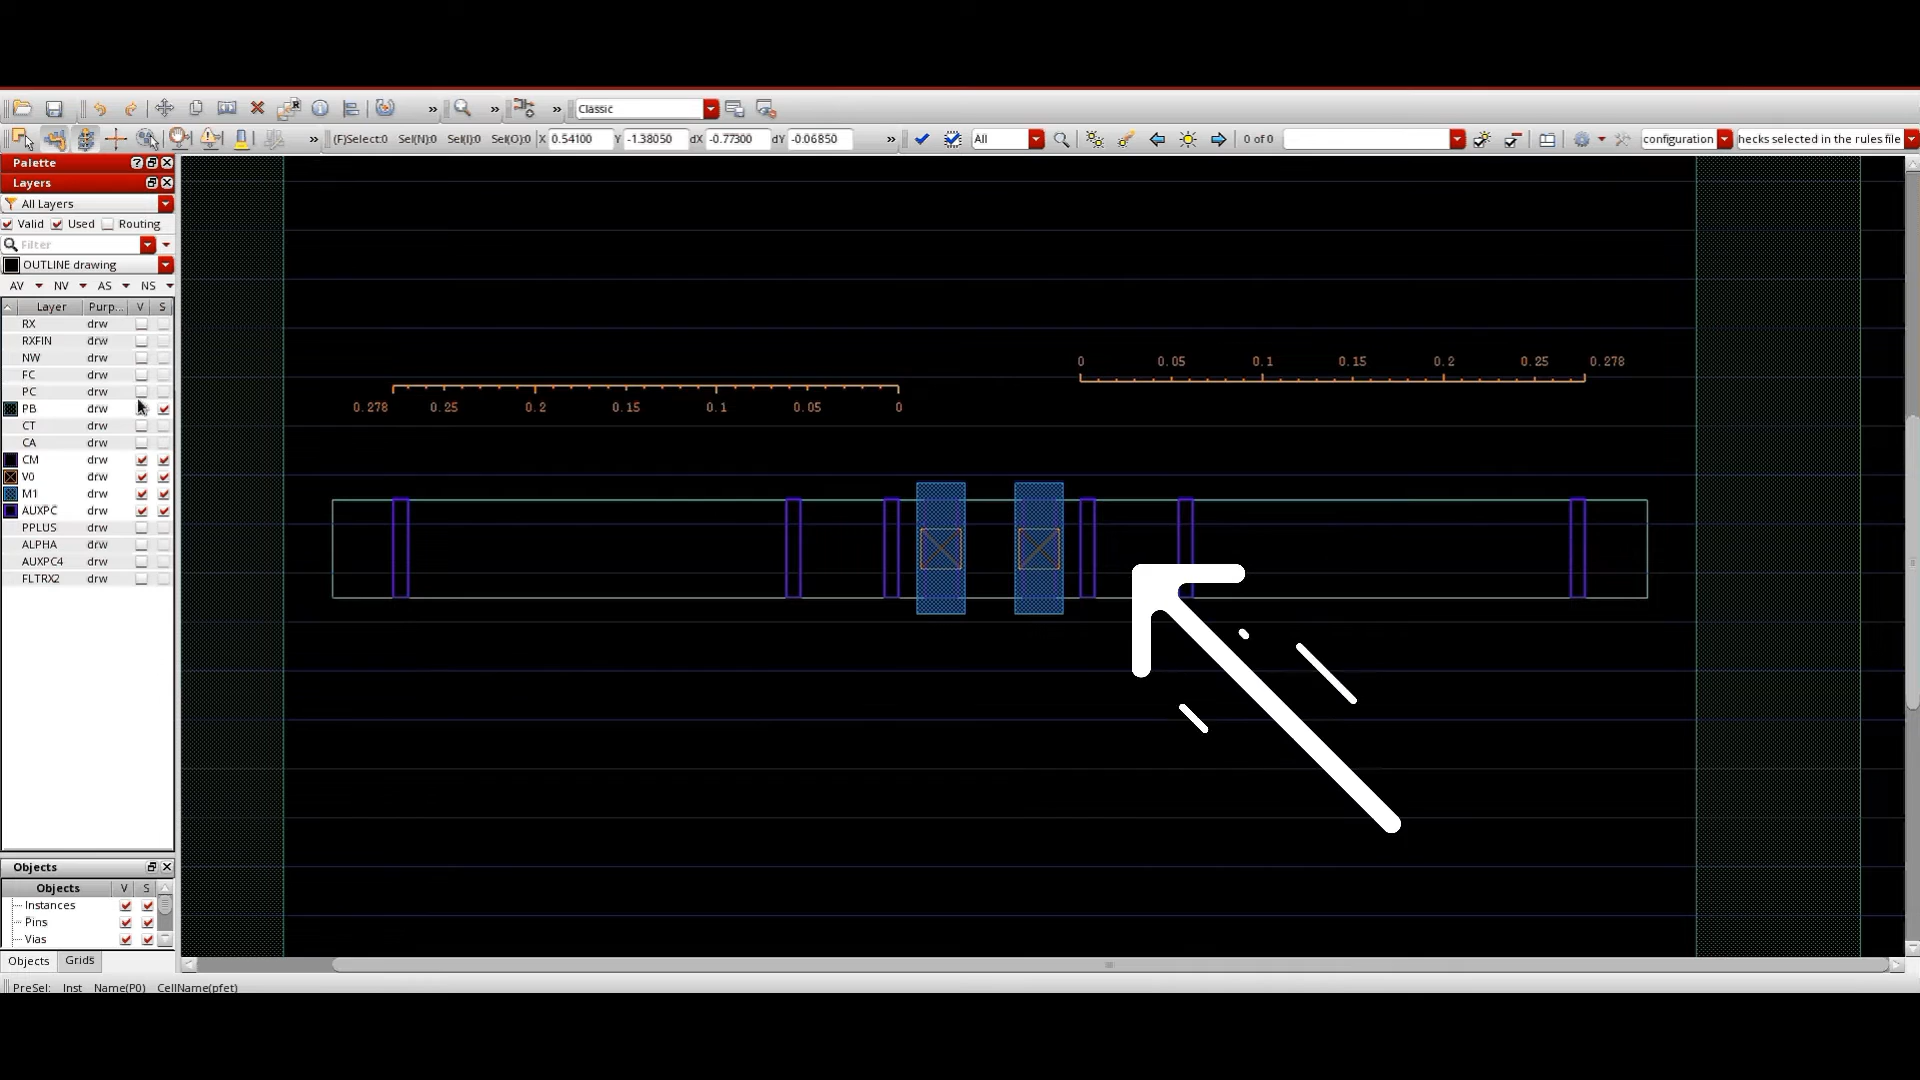 Classic
(F)Select:0 Sel(N):0 Sel(I):0 Sel(O):0 X 0.54100 Y -1.38050 dX -0.77300 dY -0.06850
All
0 of 0
configuration
hecks selected in the rules file
Palette
Layers
All Layers
Valid Used Routing
Filter
OUTLINE drawing
AV NV AS NS
Layer Purp... V S
RX drw
RXFIN drw
NW drw
FC drw
PC drw
PB drw
CT drw
CA drw
CM drw
V0 drw
M1 drw
AUXPC drw
PPLUS drw
ALPHA drw
AUXPC4 drw
FLTRX2 drw
0 0.05 0.1 0.15 0.2 0.25 0.278
0.278 0.25 0.2 0.15 0.1 0.05 0
Objects
Objects V S
Instances
Pins
Vias
Objects Grids
PreSel: Inst Name(P0) CellName(pfet)